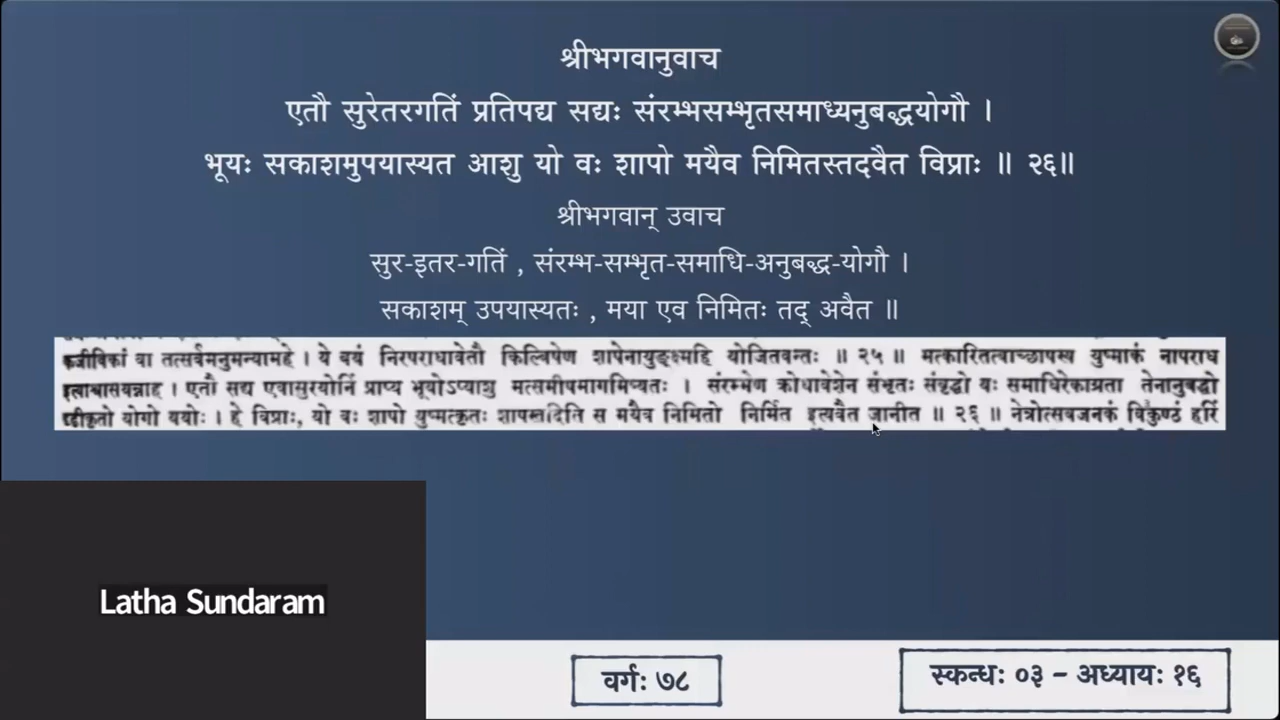 श्रीभगवानुवाच
एतौ सुरेतरगतिं प्रतिपद्य सद्यः संरम्भसम्भृतसमाध्यनुबद्धयोगौ ।
भूयः सकाशमुपयास्यत आशु यो वः शापो मयैव निमितस्तदवैत विप्राः ॥ २६॥
श्रीभगवान् उवाच
सुर-इतर-गतिं , संरम्भ-सम्भृत-समाधि-अनुबद्ध-योगौ ।
सकाशम् उपयास्यतः , मया एव निमितः तद् अवैत ॥
कजीविकां वा तत्सर्वमनुमन्यामहे । ये वयं निरपराधावेतौ किल्बिषेण शापेनायुङ्क्ष्महि योजितवन्तः ॥ २५ ॥ मत्कारितत्वाच्छापस्य युष्माकं नापराध
इत्याश्वासयन्नाह । एतौ सद्य एवासुरयोनिं प्राप्य भूयोऽप्याशु मत्समीपमागमिष्यतः । संरम्भेण क्रोधावेशेन संभृतः संवृद्धो यः समाधिरेकाग्रता तेनानुबद्धो
दृढीकृतो योगो ययोः । हे विप्राः, यो वः शापो युष्मत्कृतः शापस्तदिति स मयैव निमितो निर्मित इत्यवैत जानीत ॥ २६ ॥ नेत्रोत्सवजनकं विकुण्ठं हरिं
Latha Sundaram
वर्गः ७८
स्कन्धः ०३ - अध्यायः १६